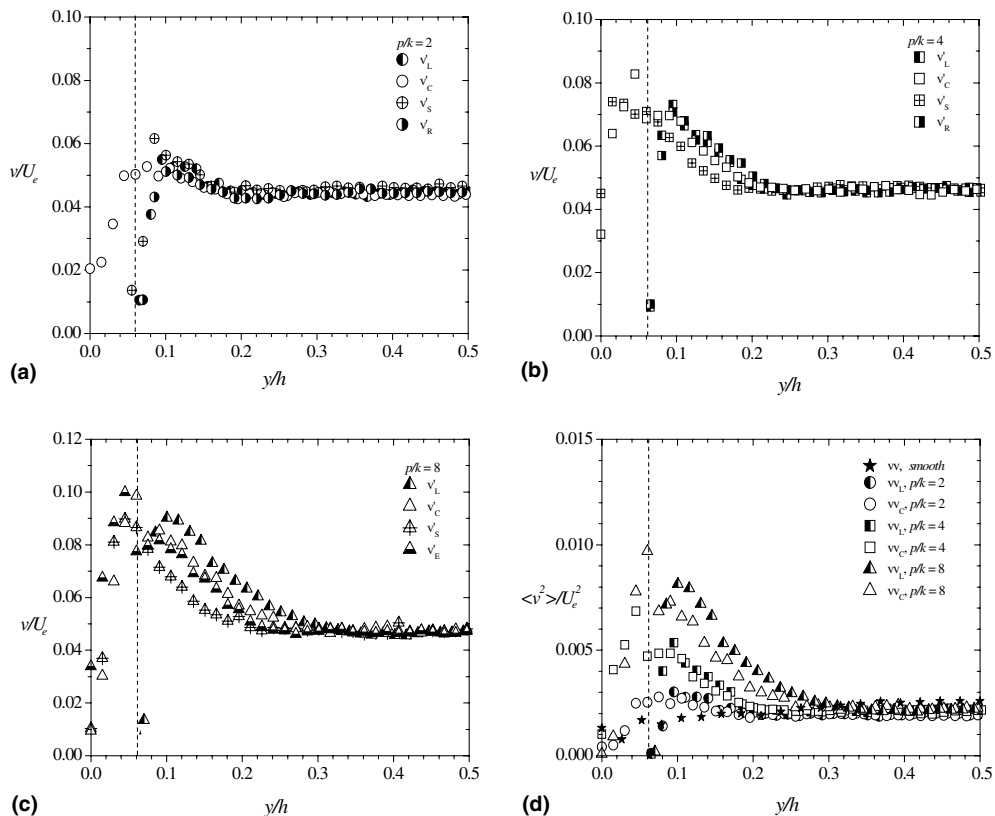 0.10
0.08
0.06
0.04
0.02
0.00
v/Uₑ
p/k = 2
v'_L
v'_C
v'_S
v'_R
0.0 0.1 0.2 0.3 0.4 0.5
(a)
y/h
0.10
0.08
0.06
0.04
0.02
0.00
v/Uₑ
p/k = 4
v'_L
v'_C
v'_S
v'_R
0.0 0.1 0.2 0.3 0.4 0.5
(b)
y/h
0.12
0.10
0.08
0.06
0.04
0.02
0.00
v/Uₑ
p/k = 8
v'_L
v'_C
v'_S
v'_E
0.0 0.1 0.2 0.3 0.4 0.5
(c)
y/h
0.015
0.010
0.005
0.000
<v²>/Uₑ²
vv, smooth
vv_L, p/k = 2
vv_C, p/k = 2
vv_L, p/k = 4
vv_C, p/k = 4
vv_L, p/k = 8
vv_C, p/k = 8
0.0 0.1 0.2 0.3 0.4 0.5
(d)
y/h